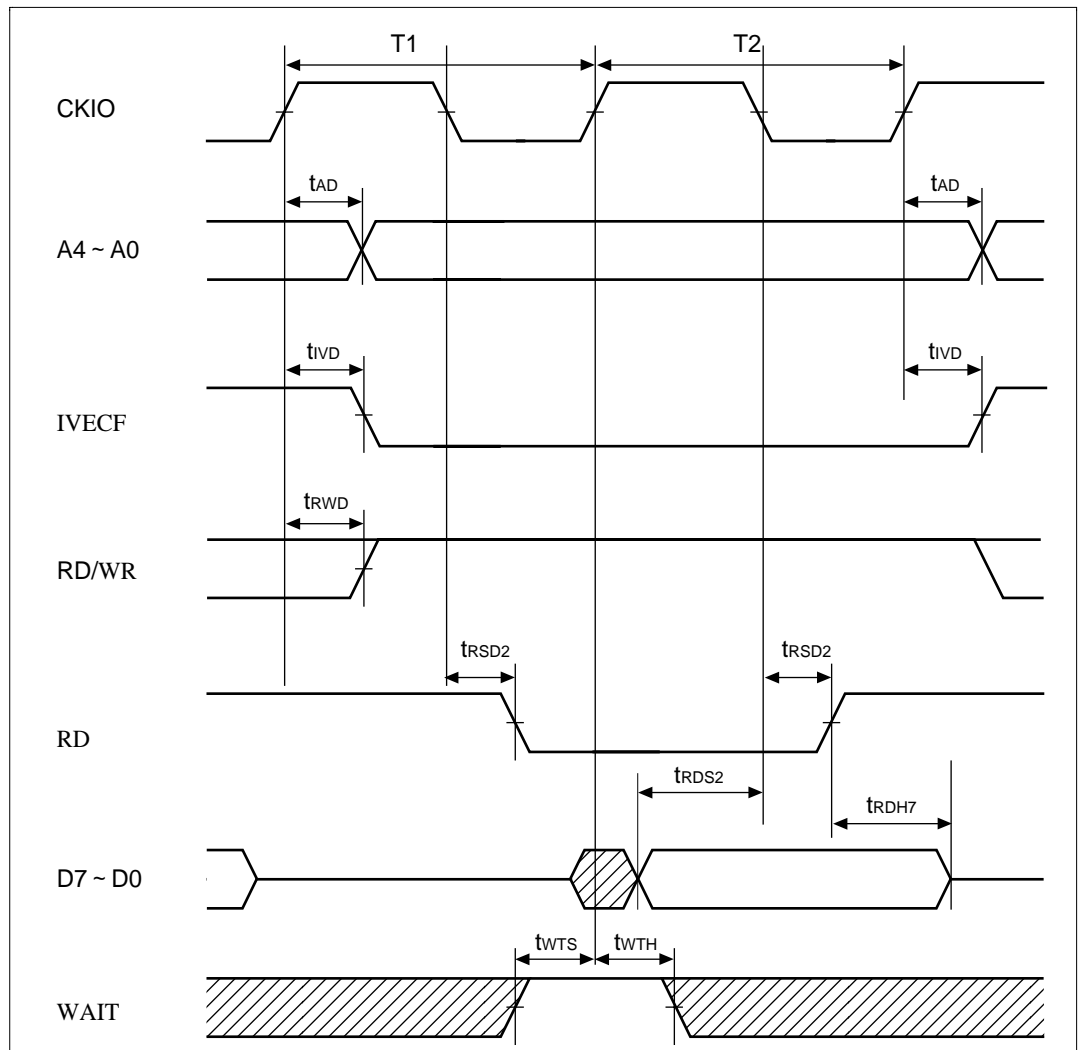 T1 T2
CKIO
tAD tAD
A4 ~ A0
tIVD tIVD
IVECF
tRWD
RD/WR
tRSD2 tRSD2
RD
tRDS2
tRDH7
D7 ~ D0
tWTS tWTH
WAIT